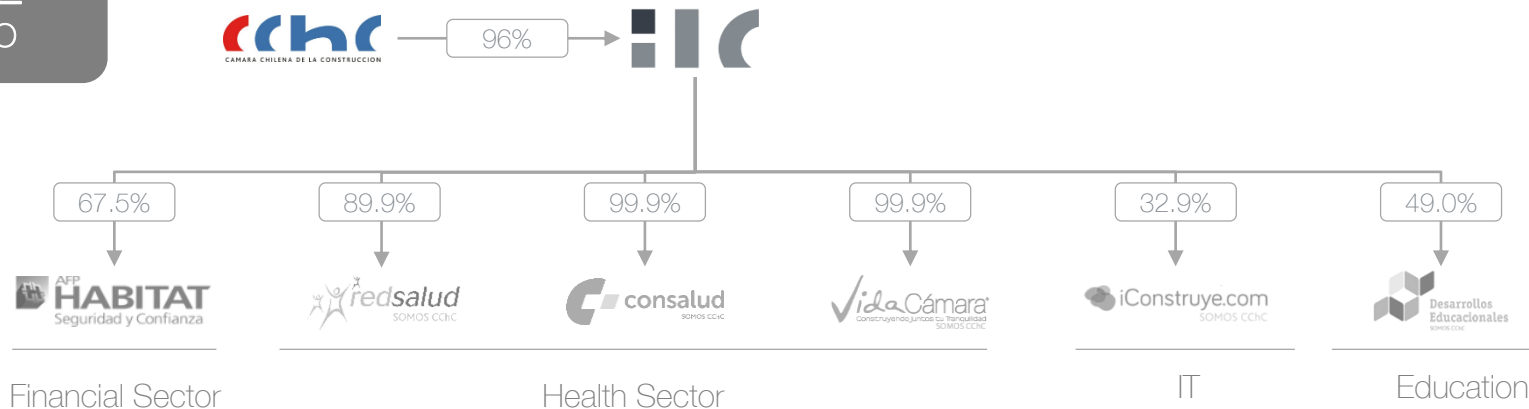 cchc
CAMARA CHILENA DE LA CONSTRUCCION
96%
ilc
67.5%
89.9%
99.9%
99.9%
32.9%
49.0%
AFP
HABITAT
Seguridad y Confianza
redsalud
SOMOS CChC
consalud
SOMOS CChC
VidaCámara
Construyendo juntos tu Tranquilidad
SOMOS CChC
iConstruye.com
SOMOS CChC
Desarrollos
Educacionales
SOMOS CChC
Financial Sector
Health Sector
IT
Education